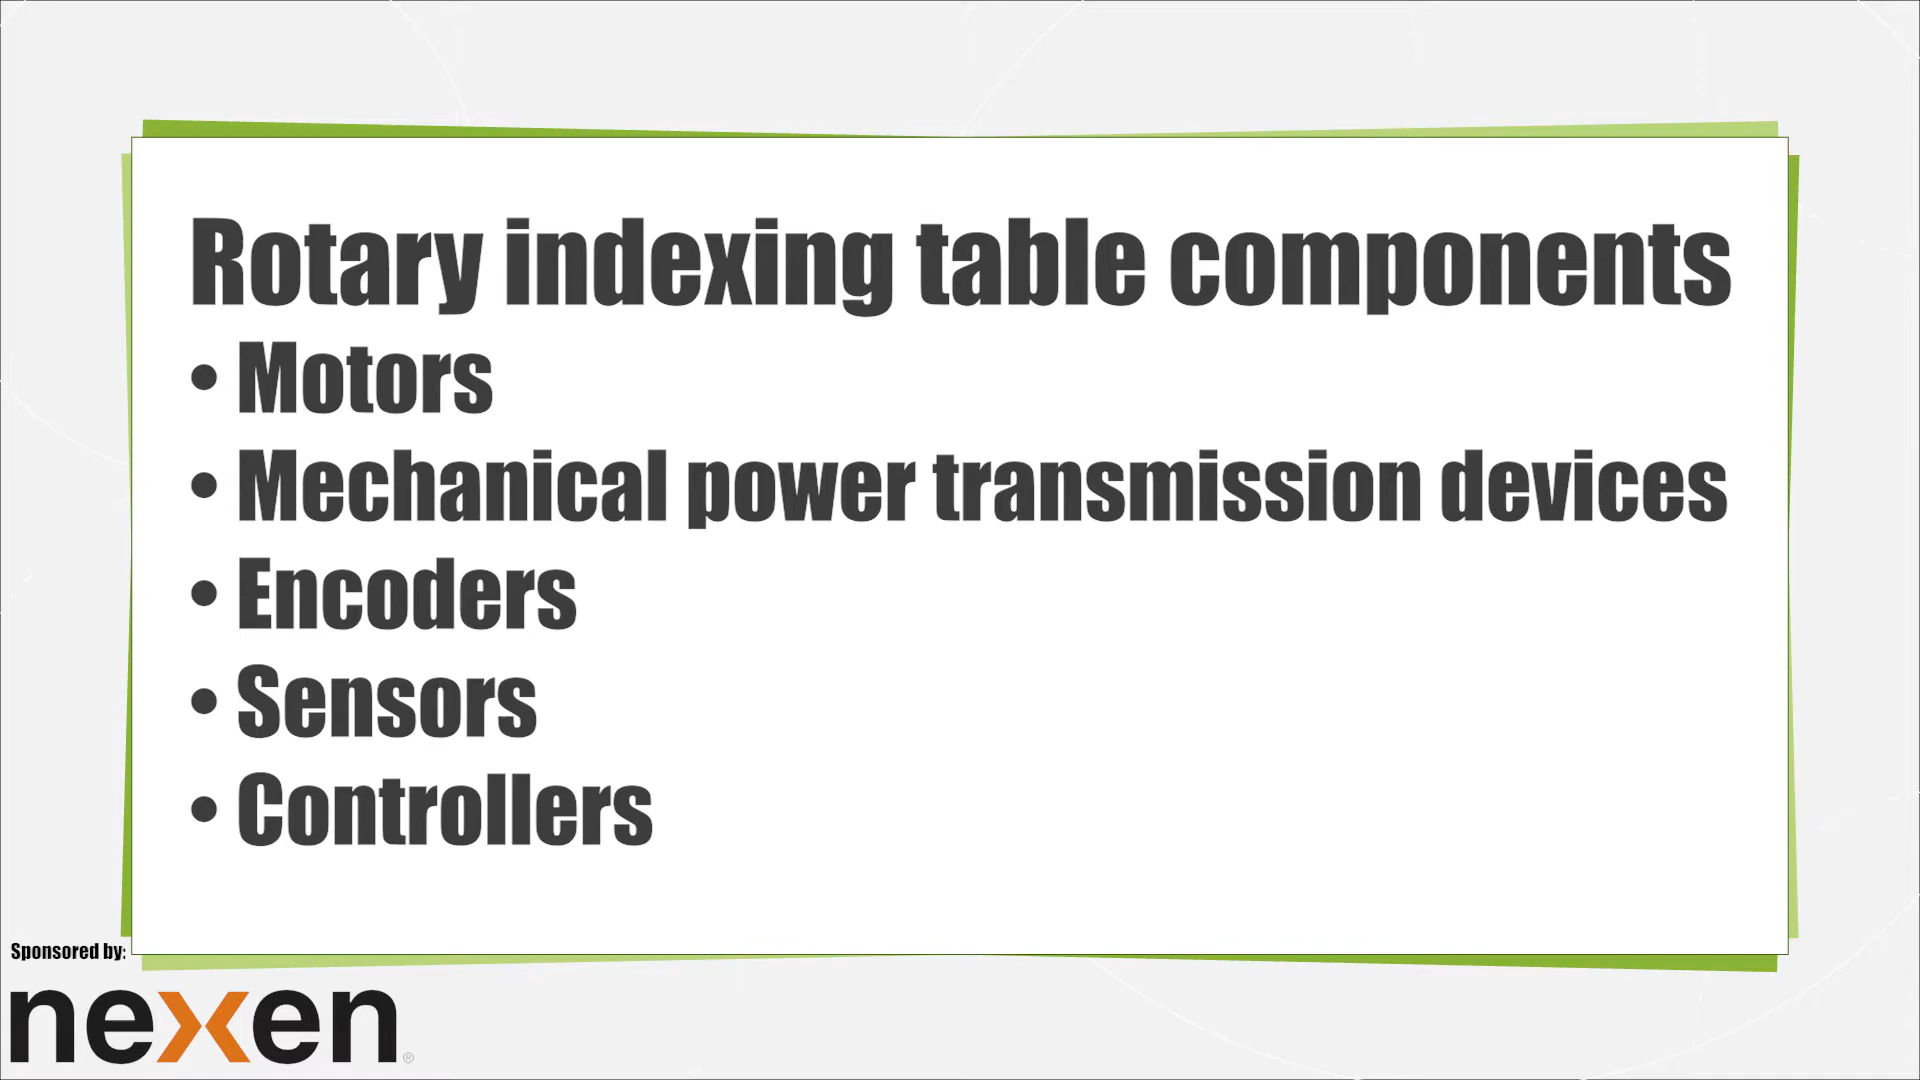 Rotary indexing table components
• Motors
• Mechanical power transmission devices
• Encoders
• Sensors
• Controllers
Sponsored by:
nexen®